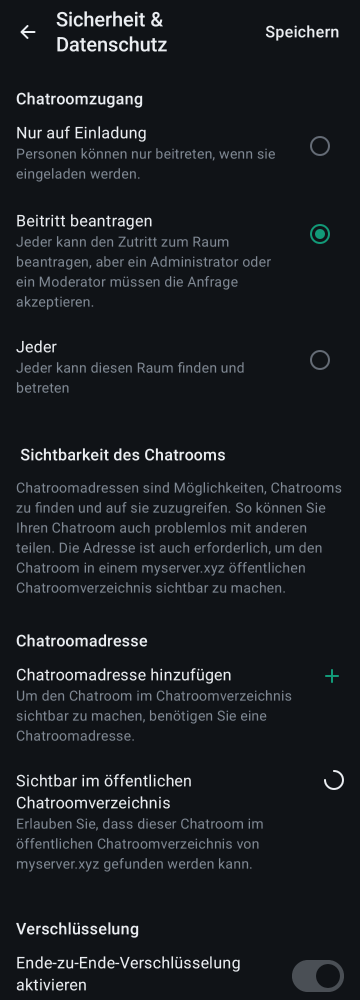 Sicherheit &
Datenschutz
Speichern
Chatroomzugang
Nur auf Einladung
Personen können nur beitreten, wenn sie
eingeladen werden.
Beitritt beantragen
Jeder kann den Zutritt zum Raum
beantragen, aber ein Administrator oder
ein Moderator müssen die Anfrage
akzeptieren.
Jeder
Jeder kann diesen Raum finden und
betreten
Sichtbarkeit des Chatrooms
Chatroomadressen sind Möglichkeiten, Chatrooms
zu finden und auf sie zuzugreifen. So können Sie
Ihren Chatroom auch problemlos mit anderen
teilen. Die Adresse ist auch erforderlich, um den
Chatroom in einem myserver.xyz öffentlichen
Chatroomverzeichnis sichtbar zu machen.
Chatroomadresse
Chatroomadresse hinzufügen
Um den Chatroom im Chatroomverzeichnis
sichtbar zu machen, benötigen Sie eine
Chatroomadresse.
Sichtbar im öffentlichen
Chatroomverzeichnis
Erlauben Sie, dass dieser Chatroom im
öffentlichen Chatroomverzeichnis von
myserver.xyz gefunden werden kann.
Verschlüsselung
Ende-zu-Ende-Verschlüsselung
aktivieren